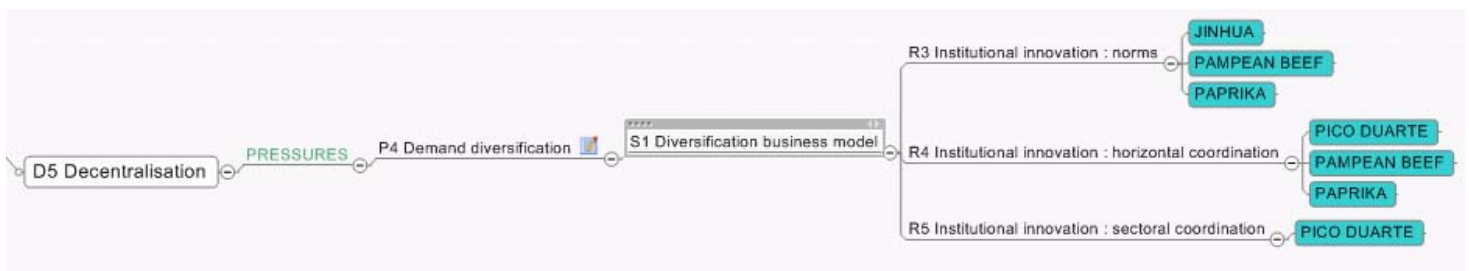 D5 Decentralisation
PRESSURES
P4 Demand diversification
S1 Diversification business model
R3 Institutional innovation : norms
JINHUA
PAMPEAN BEEF
PAPRIKA
R4 Institutional innovation : horizontal coordination
PICO DUARTE
PAMPEAN BEEF
PAPRIKA
R5 Institutional innovation : sectoral coordination
PICO DUARTE